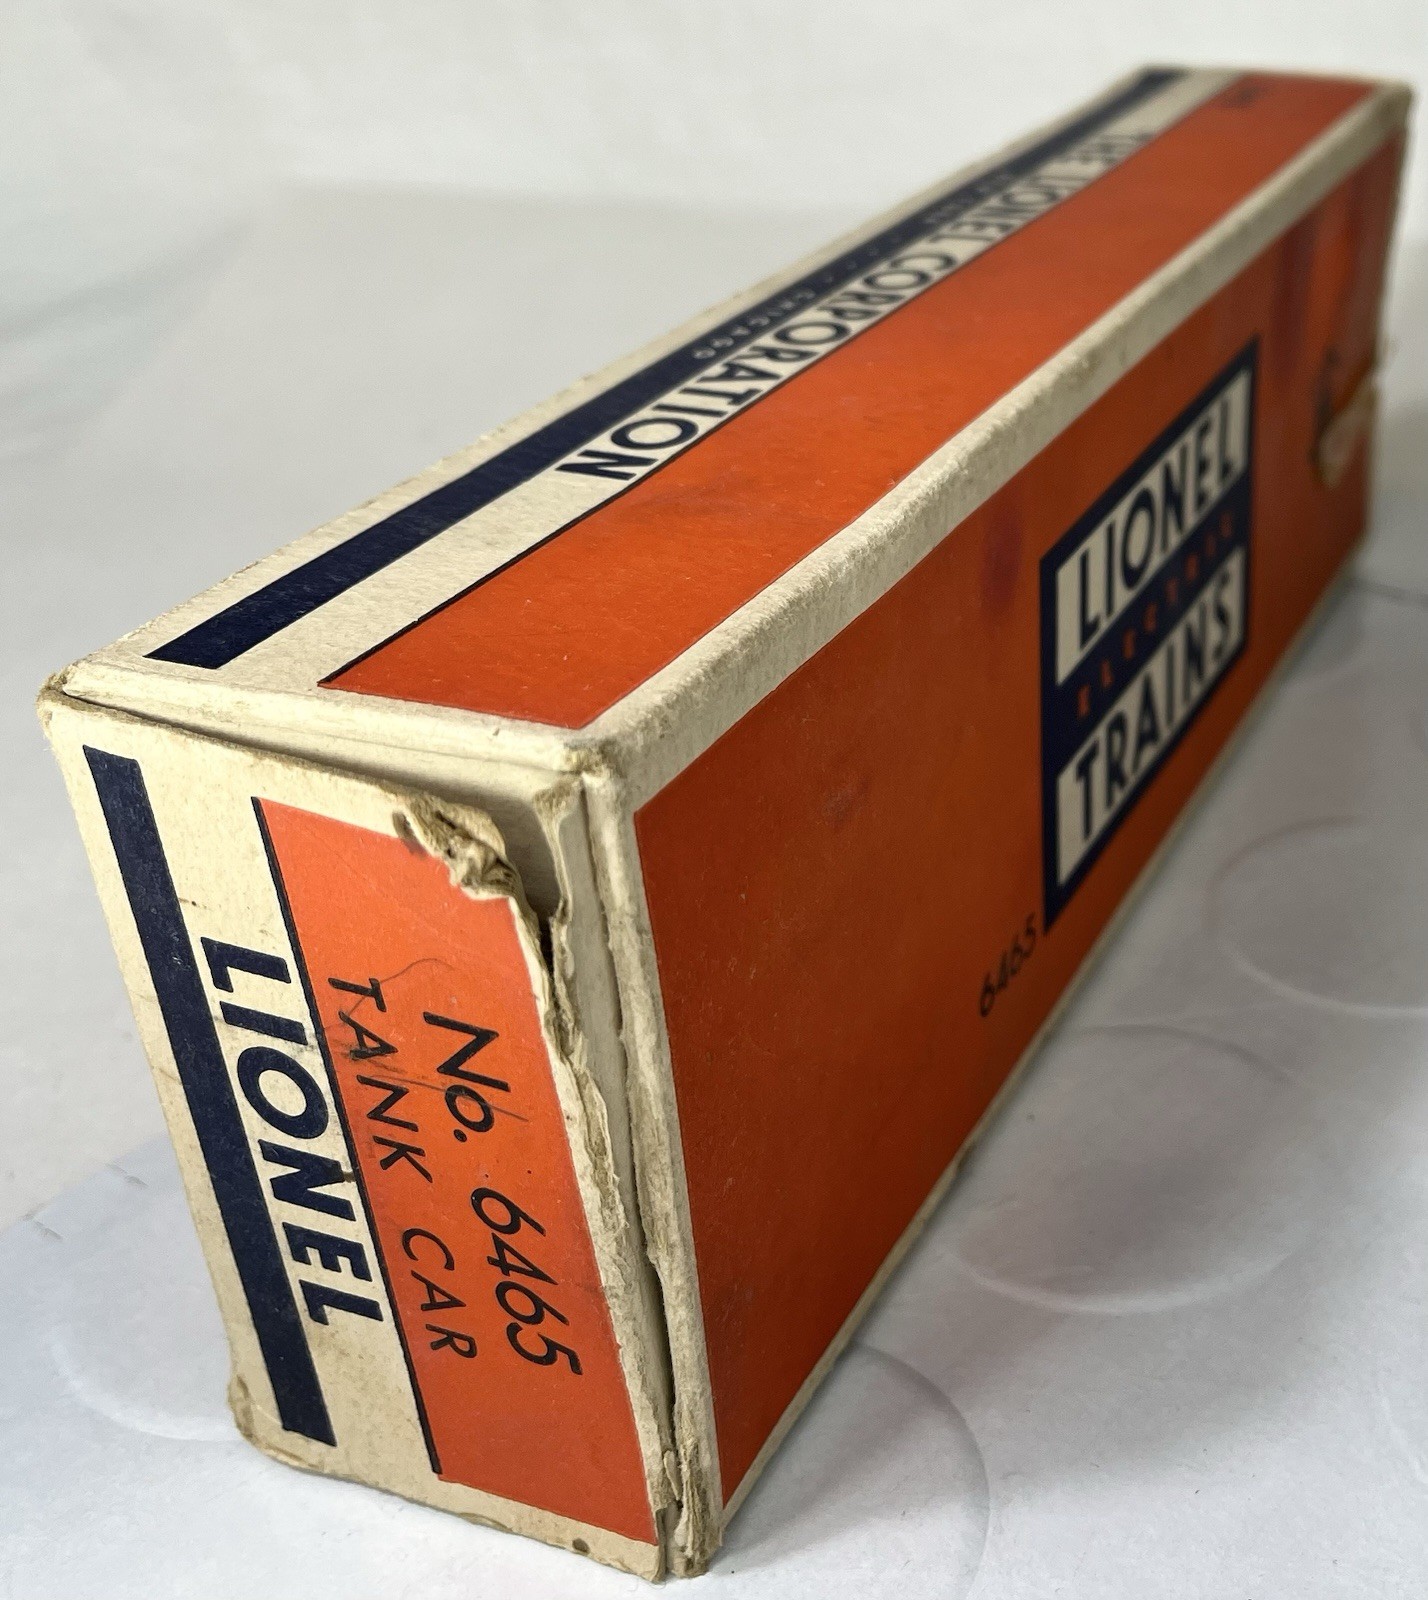 THE LIONEL CORPORATION
CHICAGO
LIONEL
ELECTRIC
TRAINS
6465
No. 6465
TANK CAR
LIONEL